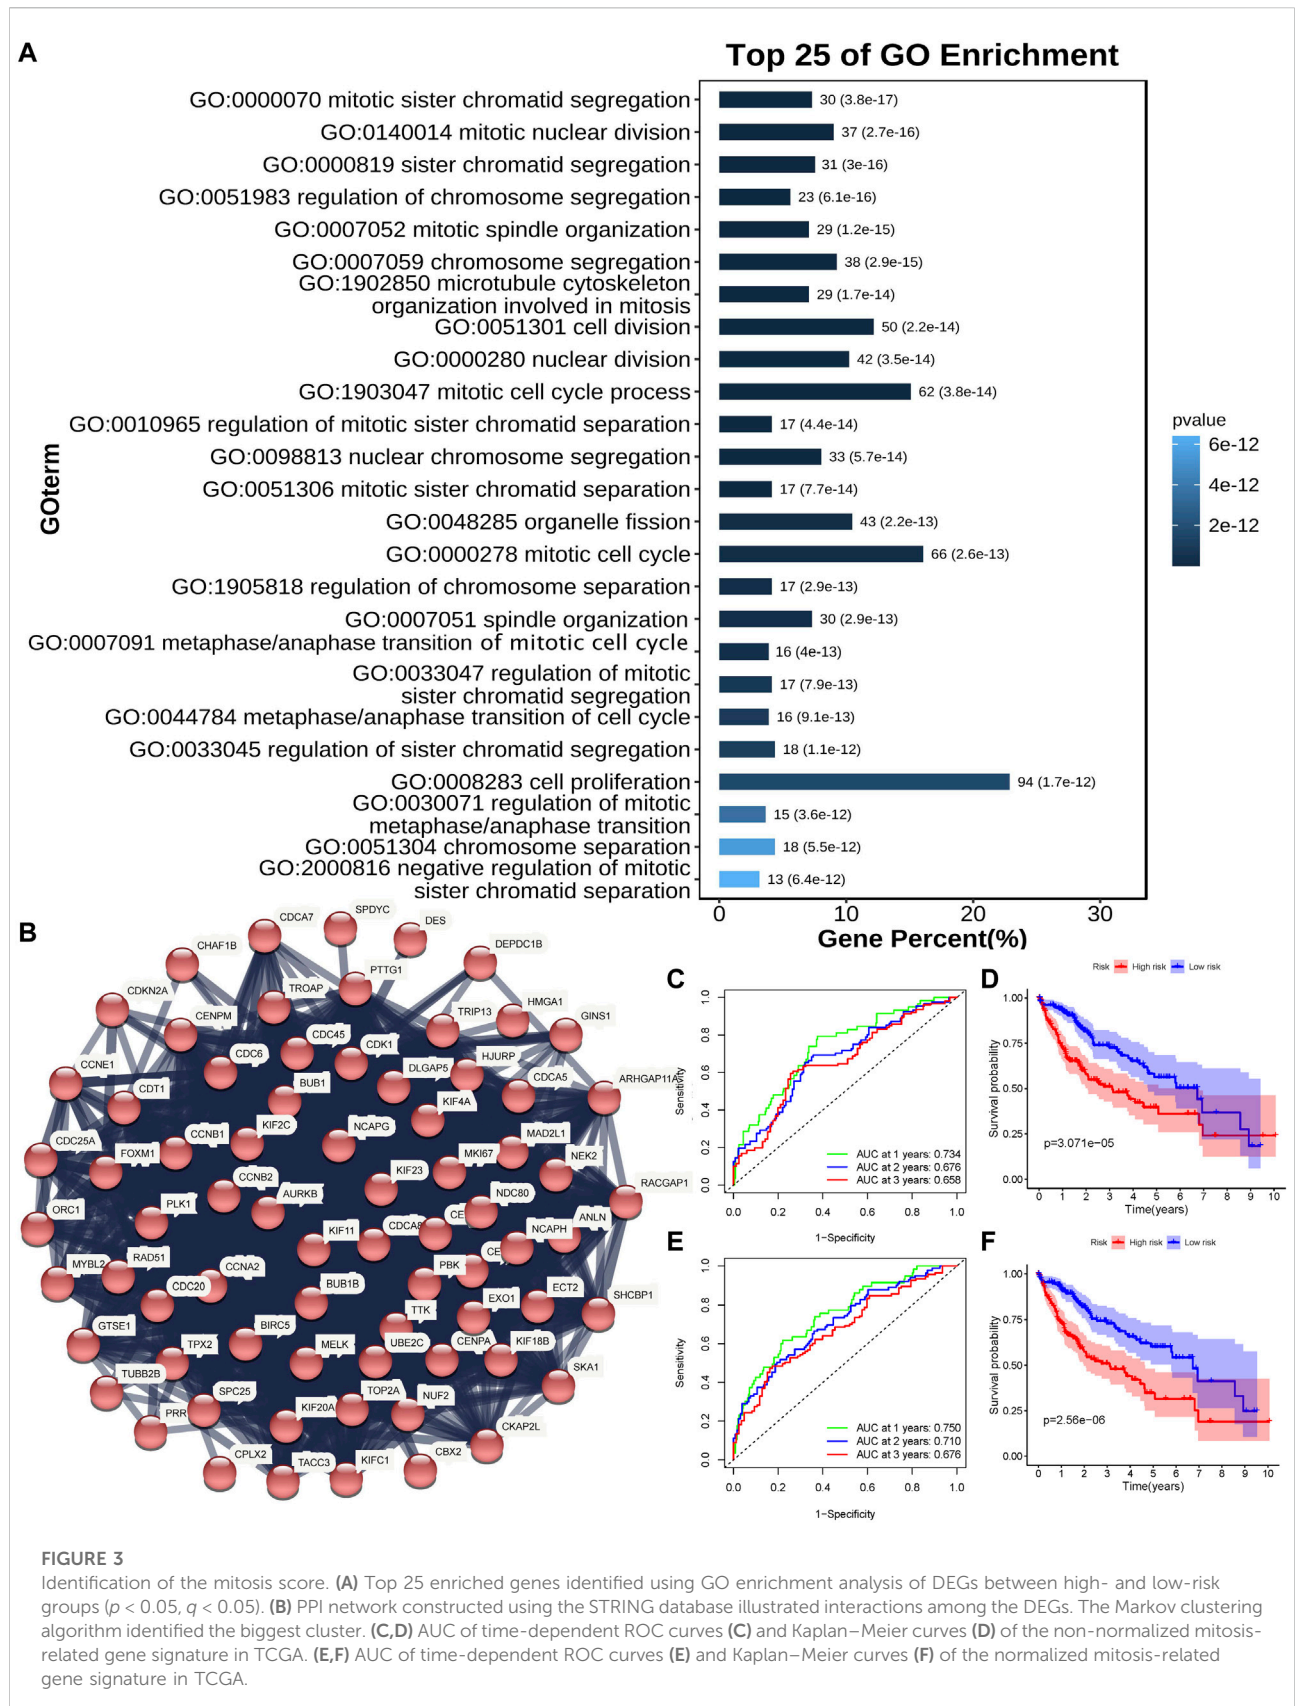 A
Top 25 of GO Enrichment
GOterm
GO:0000070 mitotic sister chromatid segregation
30 (3.8e-17)
GO:0140014 mitotic nuclear division
37 (2.7e-16)
GO:0000819 sister chromatid segregation
31 (3e-16)
GO:0051983 regulation of chromosome segregation
23 (6.1e-16)
GO:0007052 mitotic spindle organization
29 (1.2e-15)
GO:0007059 chromosome segregation
38 (2.9e-15)
GO:1902850 microtubule cytoskeleton
organization involved in mitosis
29 (1.7e-14)
GO:0051301 cell division
50 (2.2e-14)
GO:0000280 nuclear division
42 (3.5e-14)
GO:1903047 mitotic cell cycle process
62 (3.8e-14)
GO:0010965 regulation of mitotic sister chromatid separation
17 (4.4e-14)
GO:0098813 nuclear chromosome segregation
33 (5.7e-14)
GO:0051306 mitotic sister chromatid separation
17 (7.7e-14)
GO:0048285 organelle fission
43 (2.2e-13)
GO:0000278 mitotic cell cycle
66 (2.6e-13)
GO:1905818 regulation of chromosome separation
17 (2.9e-13)
GO:0007051 spindle organization
30 (2.9e-13)
GO:0007091 metaphase/anaphase transition of mitotic cell cycle
16 (4e-13)
GO:0033047 regulation of mitotic
sister chromatid segregation
17 (7.9e-13)
GO:0044784 metaphase/anaphase transition of cell cycle
16 (9.1e-13)
GO:0033045 regulation of sister chromatid segregation
18 (1.1e-12)
GO:0008283 cell proliferation
94 (1.7e-12)
GO:0030071 regulation of mitotic
metaphase/anaphase transition
15 (3.6e-12)
GO:0051304 chromosome separation
18 (5.5e-12)
GO:2000816 negative regulation of mitotic
sister chromatid separation
13 (6.4e-12)
0 10 20 30
Gene Percent(%)
pvalue
6e-12
4e-12
2e-12
B
CDCA7
SPDYC
DES
CHAF1B
DEPDC1B
PTTG1
CDKN2A
TROAP
CENPM
TRIP13
HMGA1
GINS1
CDC45
CDK1
CDC6
HJURP
CCNE1
DLGAP5
CDCA5
ARHGAP11A
CDT1
BUB1
KIF4A
CDC25A
FOXM1
CCNB1
KIF2C
NCAPG
MAD2L1
MKI67
NEK2
KIF23
CCNB2
RACGAP1
ORC1
PLK1
AURKB
NDC80
CE
KIF11
CDCA8
NCAPH
ANLN
MYBL2
RAD51
CCNA2
CE
CDC20
BUB1B
PBK
EXO1
ECT2
SHCBP1
GTSE1
BIRC5
TTK
TPX2
MELK
UBE2C
CENPA
KIF18B
SKA1
TUBB2B
SPC25
TOP2A
NUF2
PRR
KIF20A
CKAP2L
CPLX2
TACC3
KIFC1
CBX2
C
Sensitivity
0.0 0.2 0.4 0.6 0.8 1.0
AUC at 1 years: 0.734
AUC at 2 years: 0.676
AUC at 3 years: 0.658
0.0 0.2 0.4 0.6 0.8 1.0
1−Specificity
D
Risk High risk Low risk
Survival probability
1.00
0.75
0.50
0.25
0.00
p=3.071e−05
0 1 2 3 4 5 6 7 8 9 10
Time(years)
E
Sensitivity
0.0 0.2 0.4 0.6 0.8 1.0
AUC at 1 years: 0.750
AUC at 2 years: 0.710
AUC at 3 years: 0.676
0.0 0.2 0.4 0.6 0.8 1.0
1−Specificity
F
Risk High risk Low risk
Survival probability
1.00
0.75
0.50
0.25
0.00
p=2.56e−06
0 1 2 3 4 5 6 7 8 9 10
Time(years)
FIGURE 3
Identification of the mitosis score. (A) Top 25 enriched genes identified using GO enrichment analysis of DEGs between high- and low-risk
groups (p < 0.05, q < 0.05). (B) PPI network constructed using the STRING database illustrated interactions among the DEGs. The Markov clustering
algorithm identified the biggest cluster. (C,D) AUC of time-dependent ROC curves (C) and Kaplan–Meier curves (D) of the non-normalized mitosis-
related gene signature in TCGA. (E,F) AUC of time-dependent ROC curves (E) and Kaplan–Meier curves (F) of the normalized mitosis-related
gene signature in TCGA.